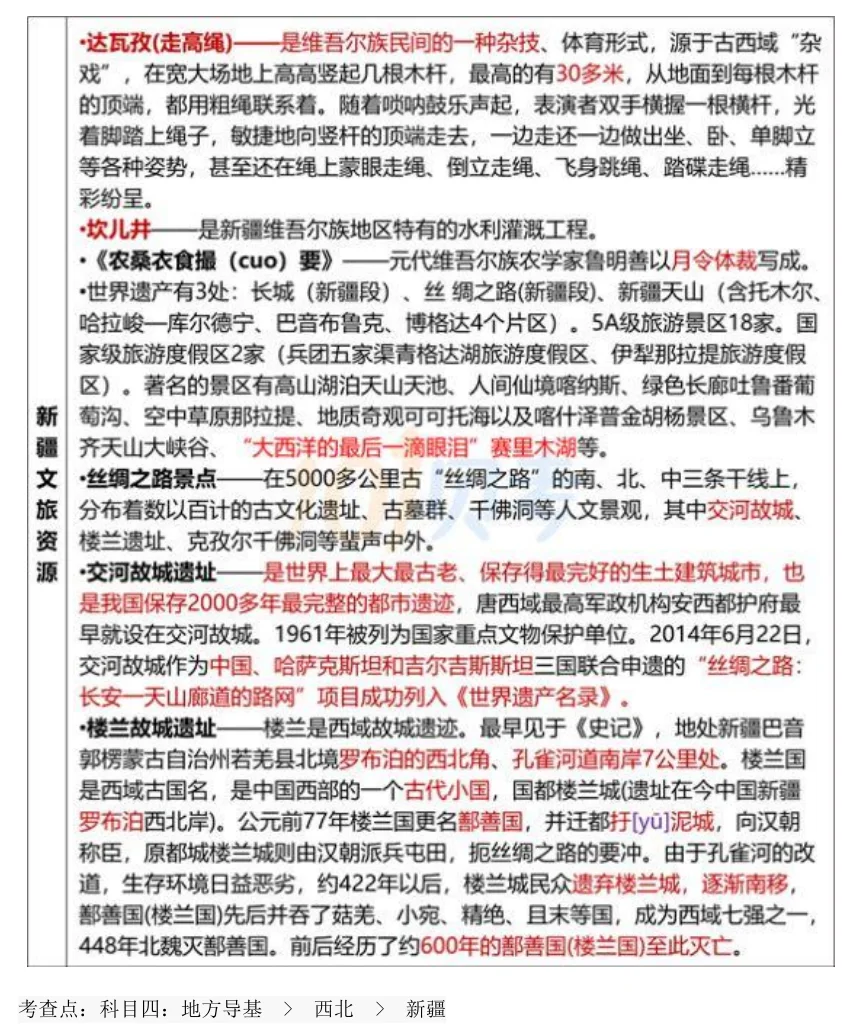 •达瓦孜(走高绳)——是维吾尔族民间的一种杂技、体育形式，源于古西域“杂
戏”，在宽大场地上高高竖起几根木杆，最高的有30多米，从地面到每根木杆
的顶端，都用粗绳联系着。随着唢呐鼓乐声起，表演者双手横握一根横杆，光
着脚踏上绳子，敏捷地向竖杆的顶端走去，一边走还一边做出坐、卧、单脚立
等各种姿势，甚至还在绳上蒙眼走绳、倒立走绳、飞身跳绳、踏碟走绳......精
彩纷呈。
•坎儿井——是新疆维吾尔族地区特有的水利灌溉工程。
•《农桑衣食撮（cuo）要》——元代维吾尔族农学家鲁明善以月令体裁写成。
•世界遗产有3处：长城（新疆段）、丝 绸之路(新疆段)、新疆天山（含托木尔、
哈拉峻—库尔德宁、巴音布鲁克、博格达4个片区）。5A级旅游景区18家。国
家级旅游度假区2家（兵团五家渠青格达湖旅游度假区、伊犁那拉提旅游度假
区）。著名的景区有高山湖泊天山天池、人间仙境喀纳斯、绿色长廊吐鲁番葡
萄沟、空中草原那拉提、地质奇观可可托海以及喀什泽普金胡杨景区、乌鲁木
齐天山大峡谷、“大西洋的最后一滴眼泪”赛里木湖等。
•丝绸之路景点——在5000多公里古“丝绸之路”的南、北、中三条干线上，
分布着数以百计的古文化遗址、古墓群、千佛洞等人文景观，其中交河故城、
楼兰遗址、克孜尔千佛洞等蜚声中外。
•交河故城遗址——是世界上最大最古老、保存得最完好的生土建筑城市，也
是我国保存2000多年最完整的都市遗迹，唐西域最高军政机构安西都护府最
早就设在交河故城。1961年被列为国家重点文物保护单位。2014年6月22日，
交河故城作为中国、哈萨克斯坦和吉尔吉斯斯坦三国联合申遗的“丝绸之路：
长安—天山廊道的路网”项目成功列入《世界遗产名录》。
•楼兰故城遗址——楼兰是西域故城遗迹。最早见于《史记》，地处新疆巴音
郭楞蒙古自治州若羌县北境罗布泊的西北角、孔雀河道南岸7公里处。楼兰国
是西域古国名，是中国西部的一个古代小国，国都楼兰城(遗址在今中国新疆
罗布泊西北岸)。公元前77年楼兰国更名鄯善国，并迁都扜[yū]泥城，向汉朝
称臣，原都城楼兰城则由汉朝派兵屯田，扼丝绸之路的要冲。由于孔雀河的改
道，生存环境日益恶劣，约422年以后，楼兰城民众遗弃楼兰城，逐渐南移，
鄯善国(楼兰国)先后并吞了菇羌、小宛、精绝、且末等国，成为西域七强之一，
448年北魏灭鄯善国。前后经历了约600年的鄯善国(楼兰国)至此灭亡。
新
疆
文
旅
资
源
考查点：科目四：地方导基 > 西北 > 新疆